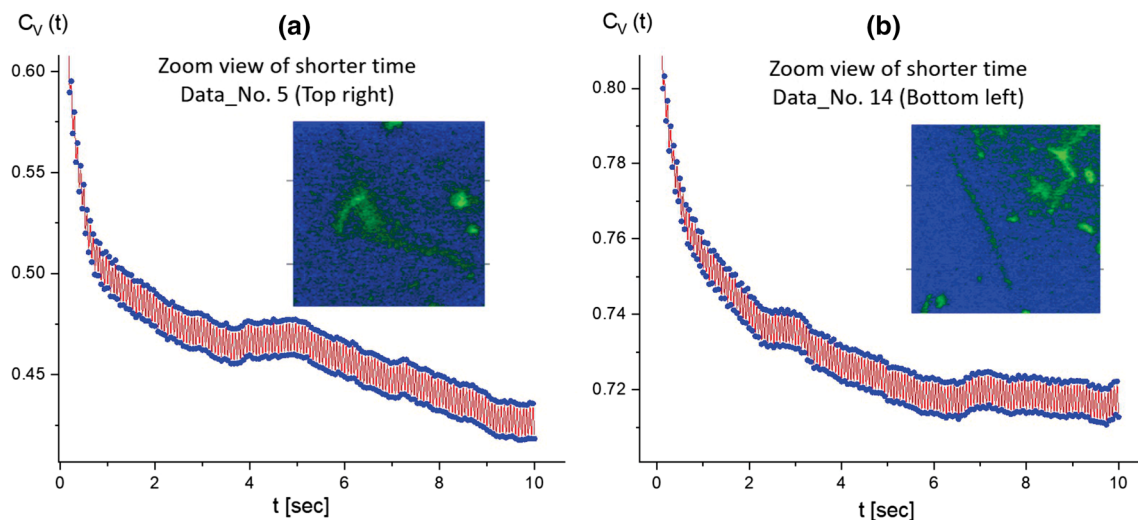 C_V (t)
(a)
Zoom view of shorter time
Data_No. 5 (Top right)
0.60
0.55
0.50
0.45
0
2
4
6
8
10
t [sec]
C_V (t)
(b)
Zoom view of shorter time
Data_No. 14 (Bottom left)
0.80
0.78
0.76
0.74
0.72
0
2
4
6
8
10
t [sec]